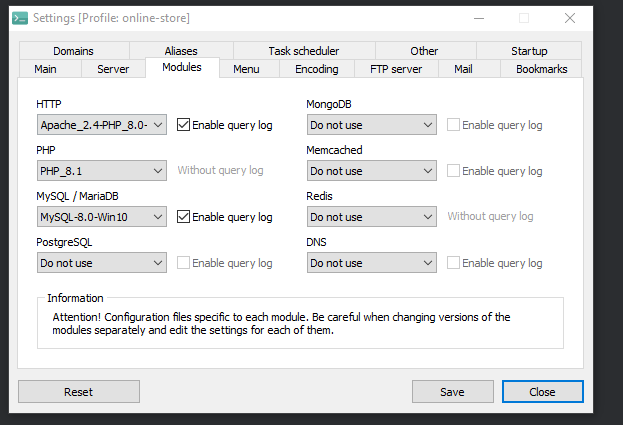 Settings [Profile: online-store]
Domains Aliases Task scheduler Other Startup
Main Server Modules Menu Encoding FTP server Mail Bookmarks
HTTP MongoDB
Apache_2.4-PHP_8.0- Enable query log Do not use Enable query log
PHP Memcached
PHP_8.1 Without query log Do not use Enable query log
MySQL / MariaDB Redis
MySQL-8.0-Win10 Enable query log Do not use Without query log
PostgreSQL DNS
Do not use Enable query log Do not use Enable query log
Information
Attention! Configuration files specific to each module. Be careful when changing versions of the
modules separately and edit the settings for each of them.
Reset Save Close